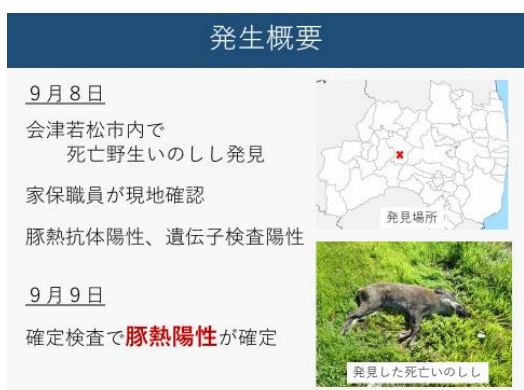 発生概要
９月８日
会津若松市内で
死亡野生いのしし発見
家保職員が現地確認
豚熱抗体陽性、遺伝子検査陽性
９月９日
確定検査で豚熱陽性が確定
発見場所
発見した死亡いのしし